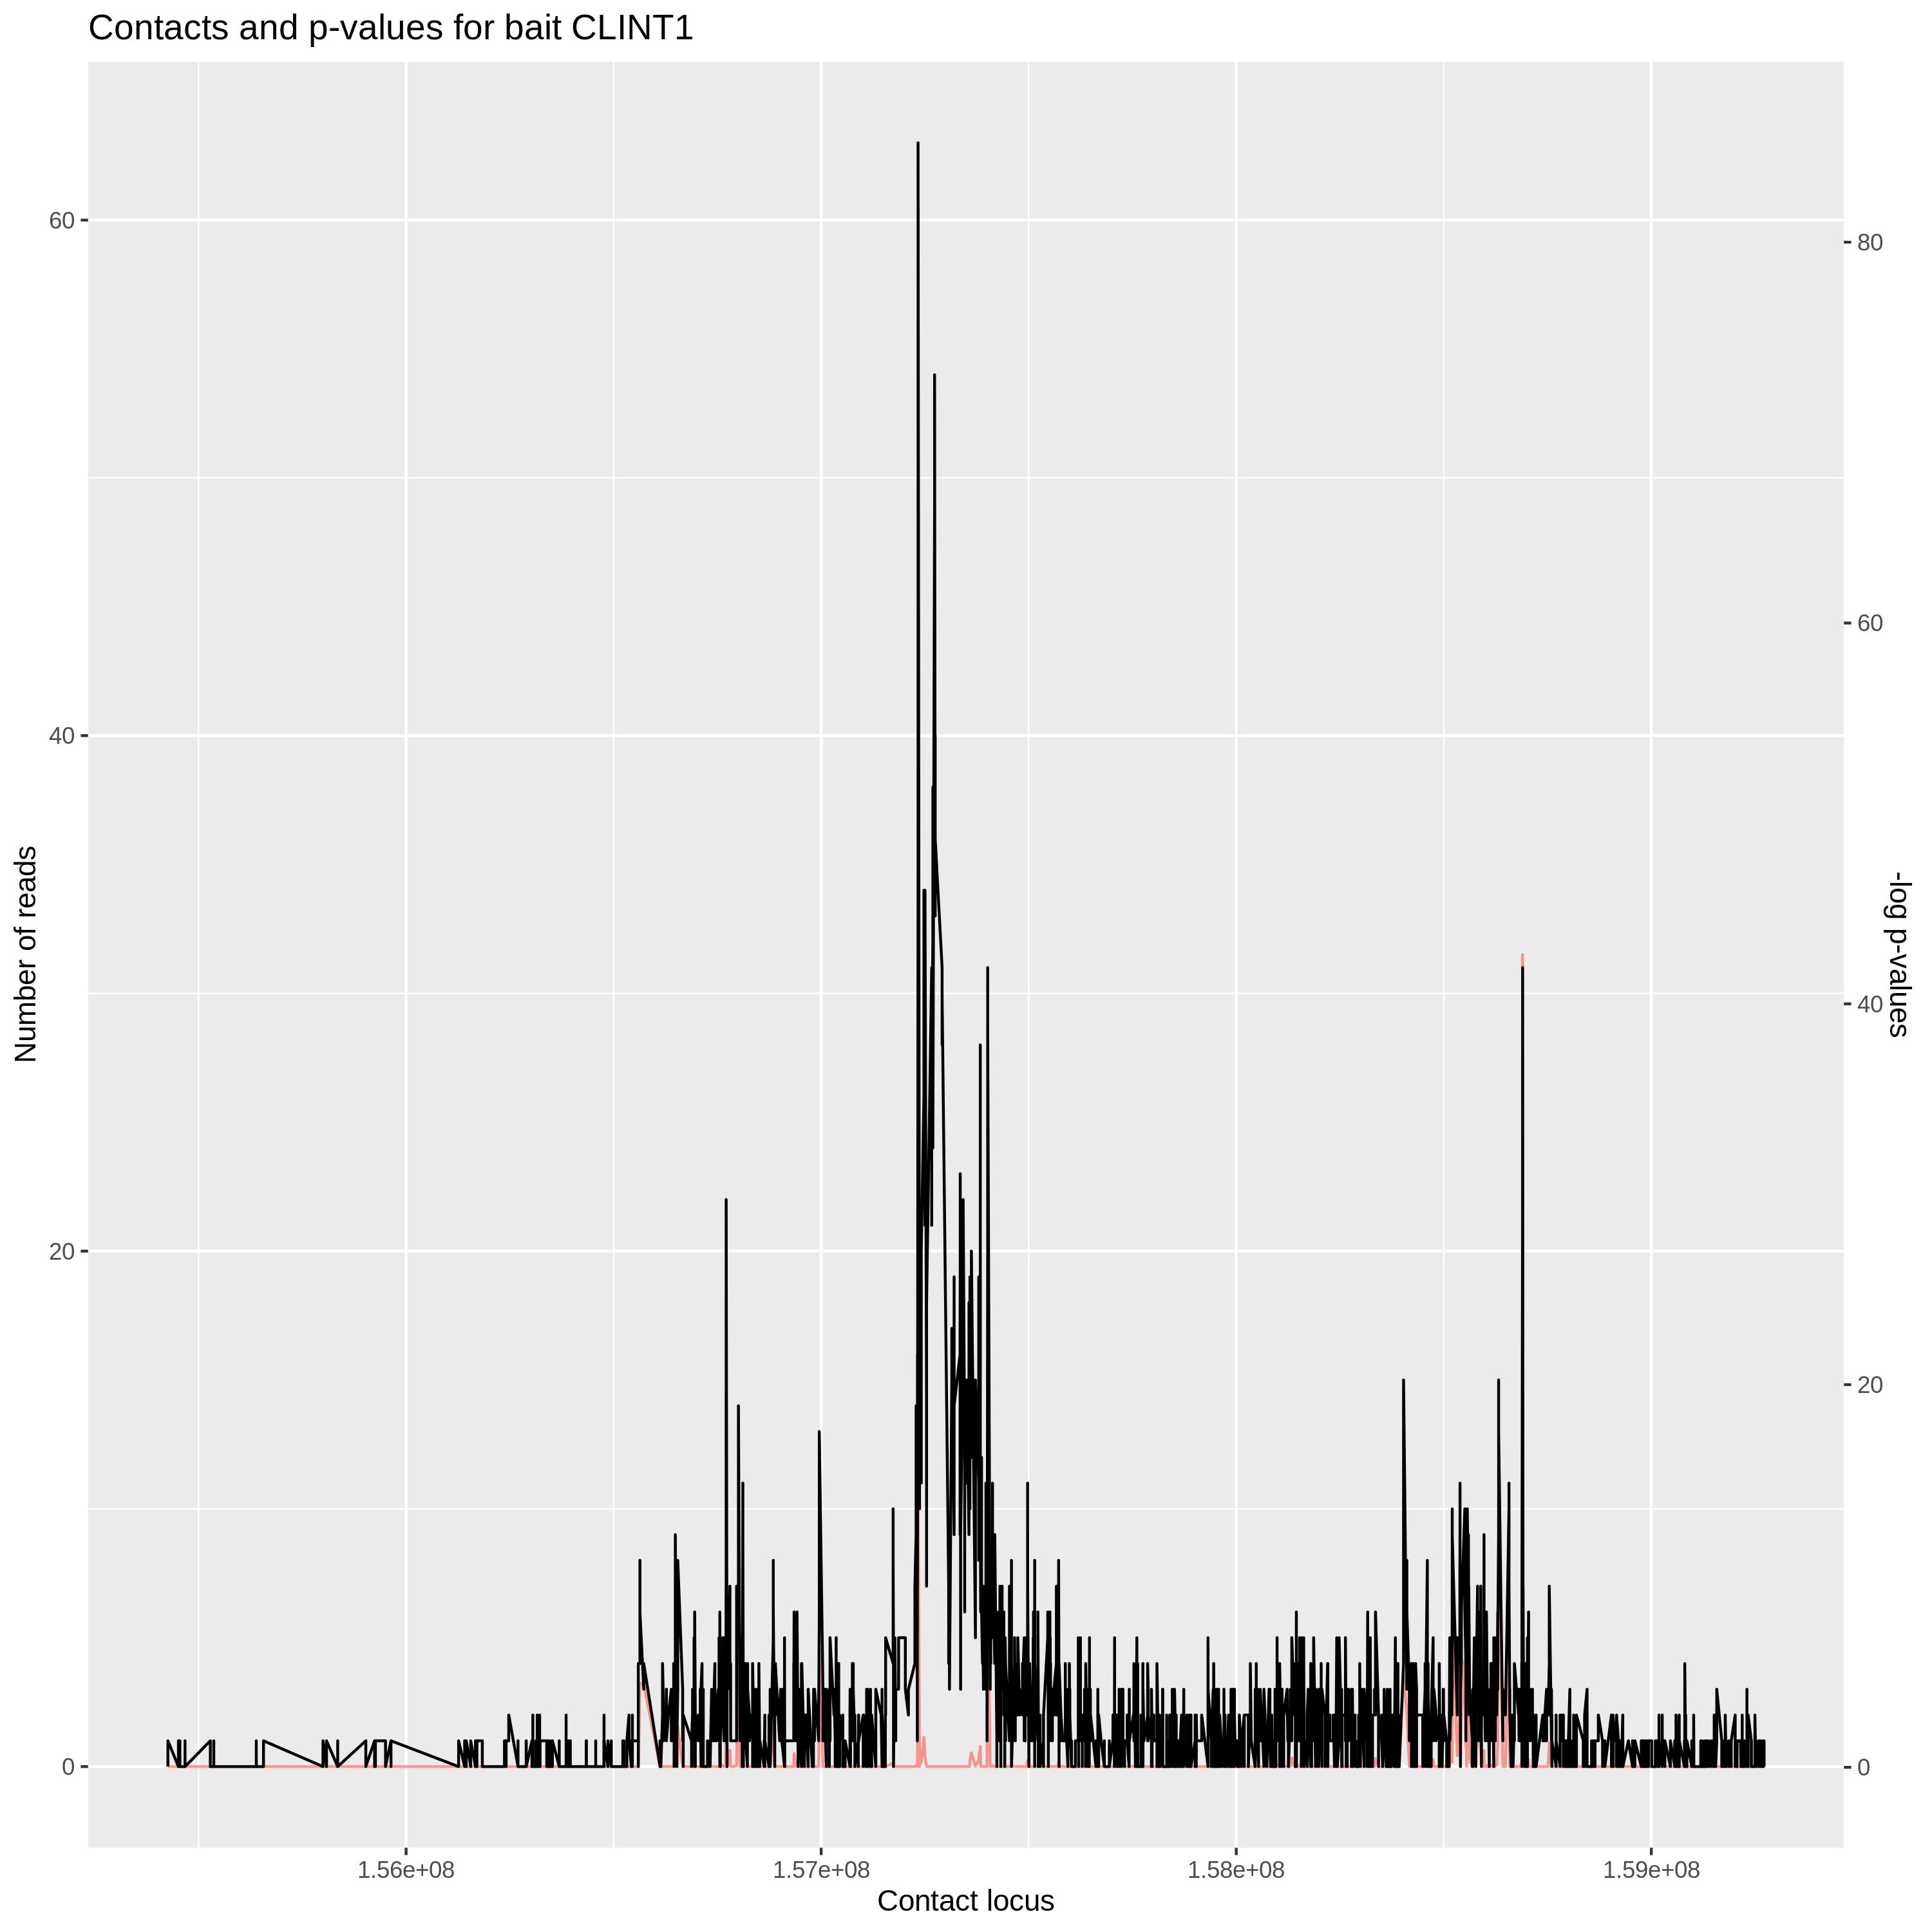 Contacts and p-values for bait CLINT1
60
40
20
0
Number of reads
80
60
40
20
0
-log p-values
1.56e+08
1.57e+08
1.58e+08
1.59e+08
Contact locus